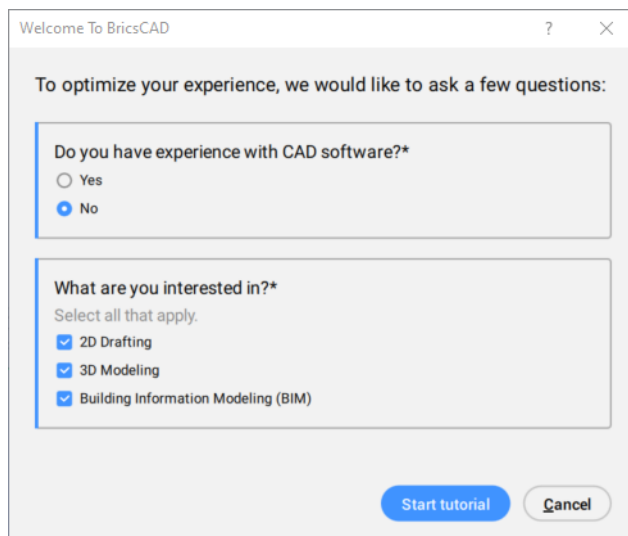 Welcome To BricsCAD
?
To optimize your experience, we would like to ask a few questions:
Do you have experience with CAD software?*
Yes
No
What are you interested in?*
Select all that apply.
2D Drafting
3D Modeling
Building Information Modeling (BIM)
Start tutorial
Cancel